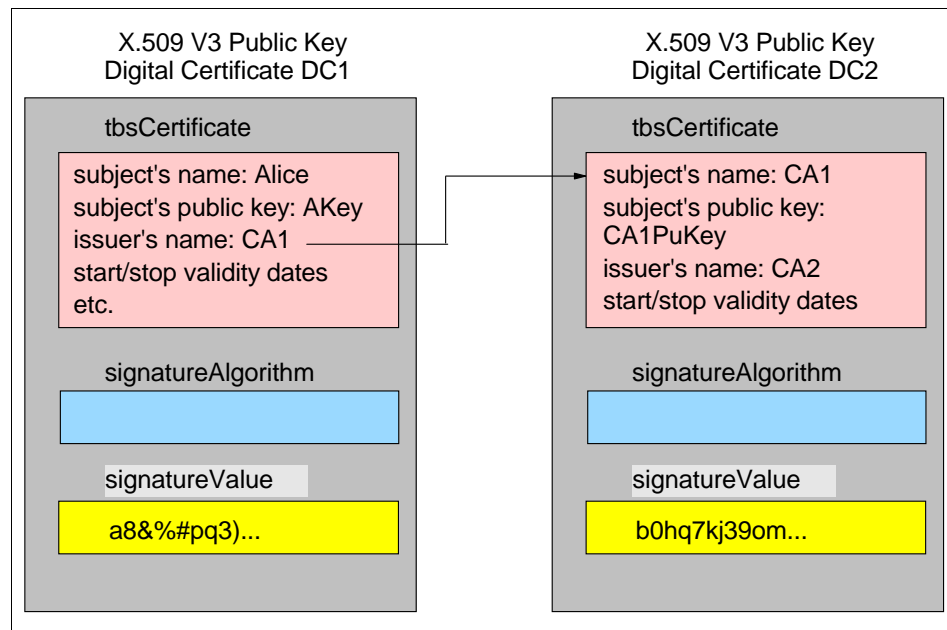 X.509 V3 Public Key
Digital Certificate DC1
tbsCertificate
subject's name: Alice
subject's public key: AKey
issuer's name: CA1
start/stop validity dates
etc.
signatureAlgorithm
signatureValue
a8&%#pq3)...
X.509 V3 Public Key
Digital Certificate DC2
tbsCertificate
subject's name: CA1
subject's public key:
CA1PuKey
issuer's name: CA2
start/stop validity dates
signatureAlgorithm
signatureValue
b0hq7kj39om...